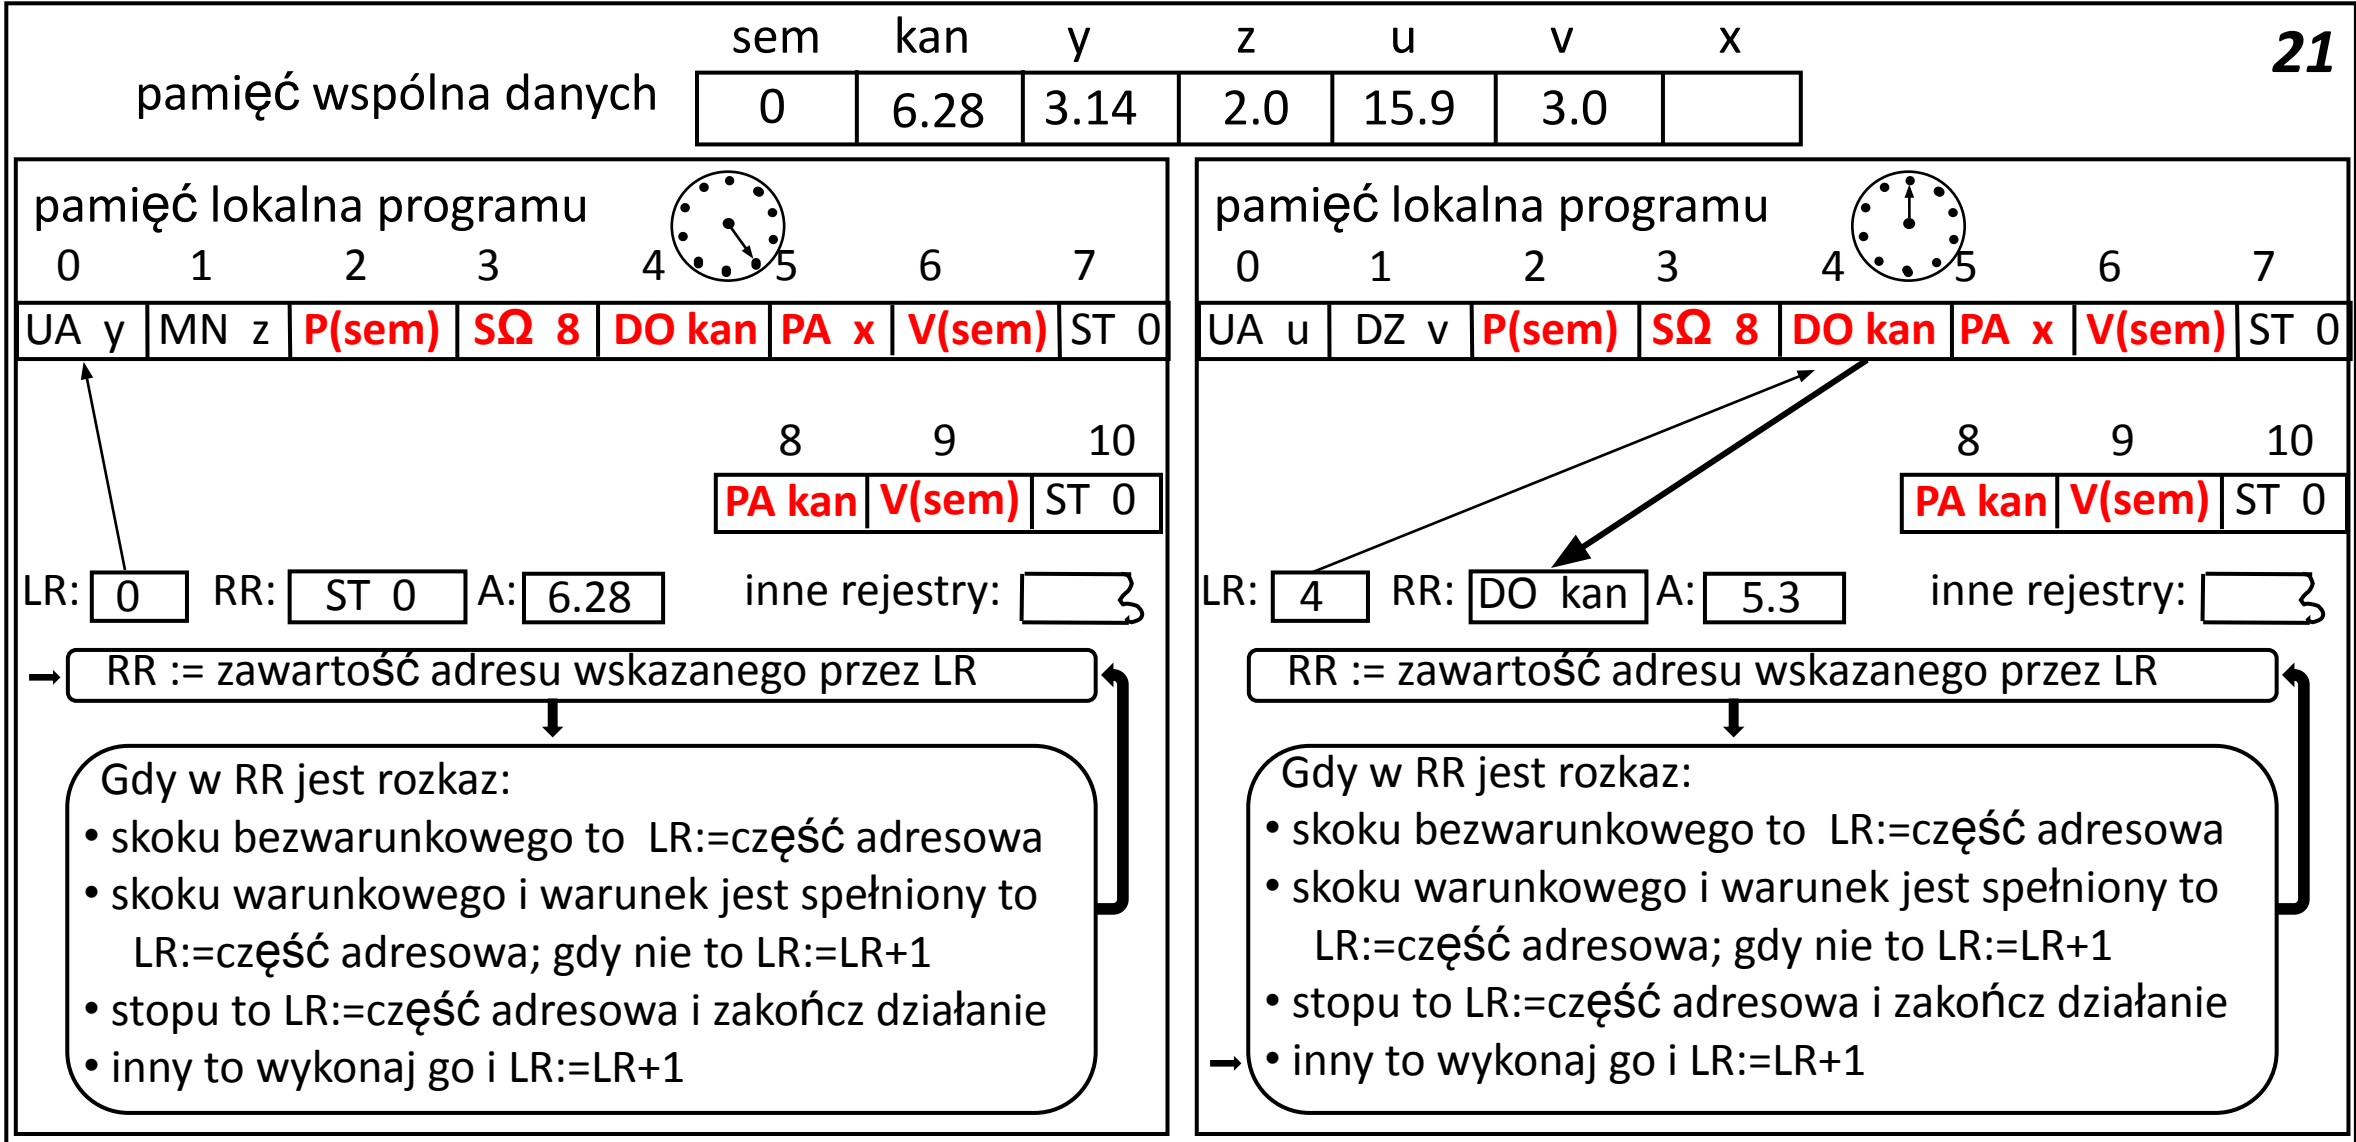 sem kan y z u v x
21
pamięć wspólna danych 0 6.28 3.14 2.0 15.9 3.0
pamięć lokalna programu
0 1 2 3 4 5 6 7
UA y MN z P(sem) SΩ 8 DO kan PA x V(sem) ST 0
8 9 10
PA kan V(sem) ST 0
LR: 0 RR: ST 0 A: 6.28 inne rejestry:
RR := zawartość adresu wskazanego przez LR
Gdy w RR jest rozkaz:
• skoku bezwarunkowego to LR:=część adresowa
• skoku warunkowego i warunek jest spełniony to
LR:=część adresowa; gdy nie to LR:=LR+1
• stopu to LR:=część adresowa i zakończ działanie
• inny to wykonaj go i LR:=LR+1
pamięć lokalna programu
0 1 2 3 4 5 6 7
UA u DZ v P(sem) SΩ 8 DO kan PA x V(sem) ST 0
8 9 10
PA kan V(sem) ST 0
LR: 4 RR: DO kan A: 5.3 inne rejestry:
RR := zawartość adresu wskazanego przez LR
Gdy w RR jest rozkaz:
• skoku bezwarunkowego to LR:=część adresowa
• skoku warunkowego i warunek jest spełniony to
LR:=część adresowa; gdy nie to LR:=LR+1
• stopu to LR:=część adresowa i zakończ działanie
• inny to wykonaj go i LR:=LR+1